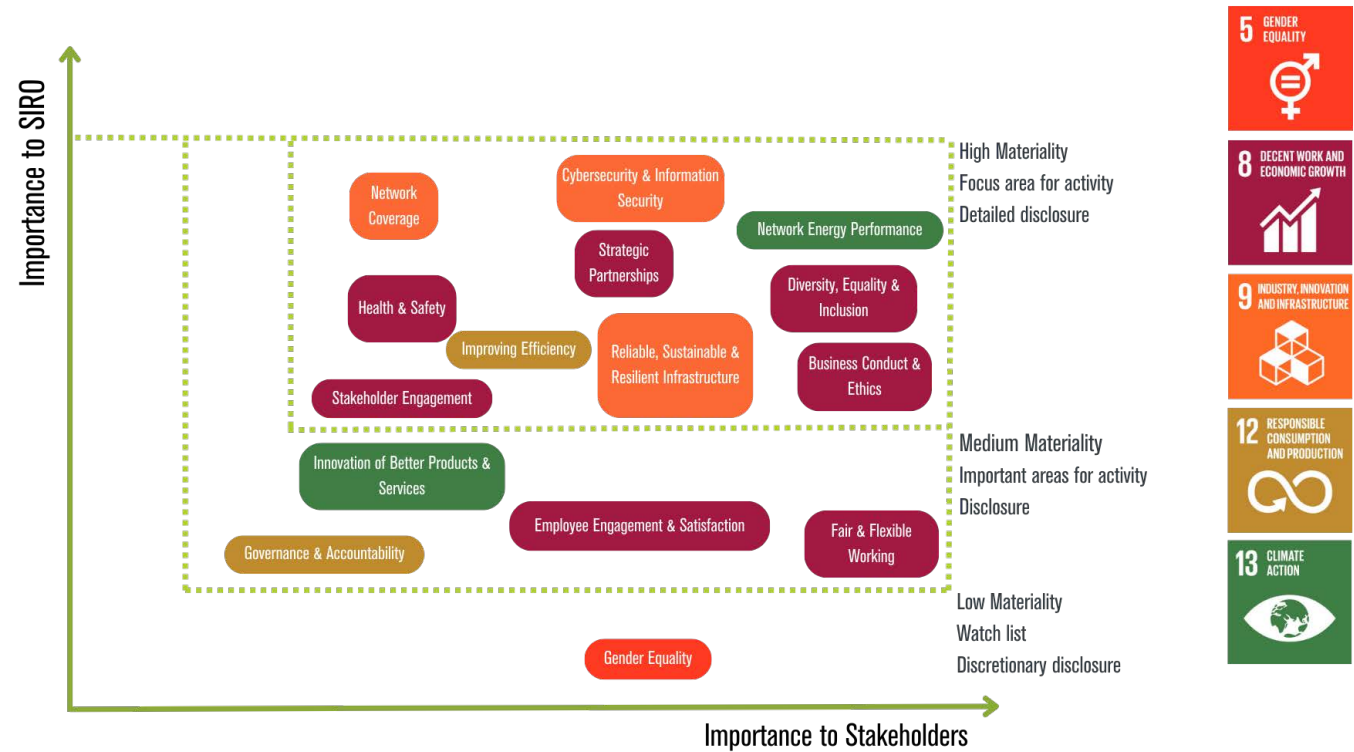 Importance to SIRO
Network
Coverage
Cybersecurity & Information
Security
Network Energy Performance
Strategic
Partnerships
Health & Safety
Diversity, Equality &
Inclusion
Improving Efficiency
Reliable, Sustainable &
Resilient Infrastructure
Business Conduct &
Ethics
Stakeholder Engagement
High Materiality
Focus area for activity
Detailed disclosure
Innovation of Better Products &
Services
Employee Engagement & Satisfaction
Fair & Flexible
Working
Governance & Accountability
Medium Materiality
Important areas for activity
Disclosure
Gender Equality
Low Materiality
Watch list
Discretionary disclosure
Importance to Stakeholders
5 GENDER
EQUALITY
8 DECENT WORK AND
ECONOMIC GROWTH
9 INDUSTRY, INNOVATION
AND INFRASTRUCTURE
12 RESPONSIBLE
CONSUMPTION
AND PRODUCTION
13 CLIMATE
ACTION